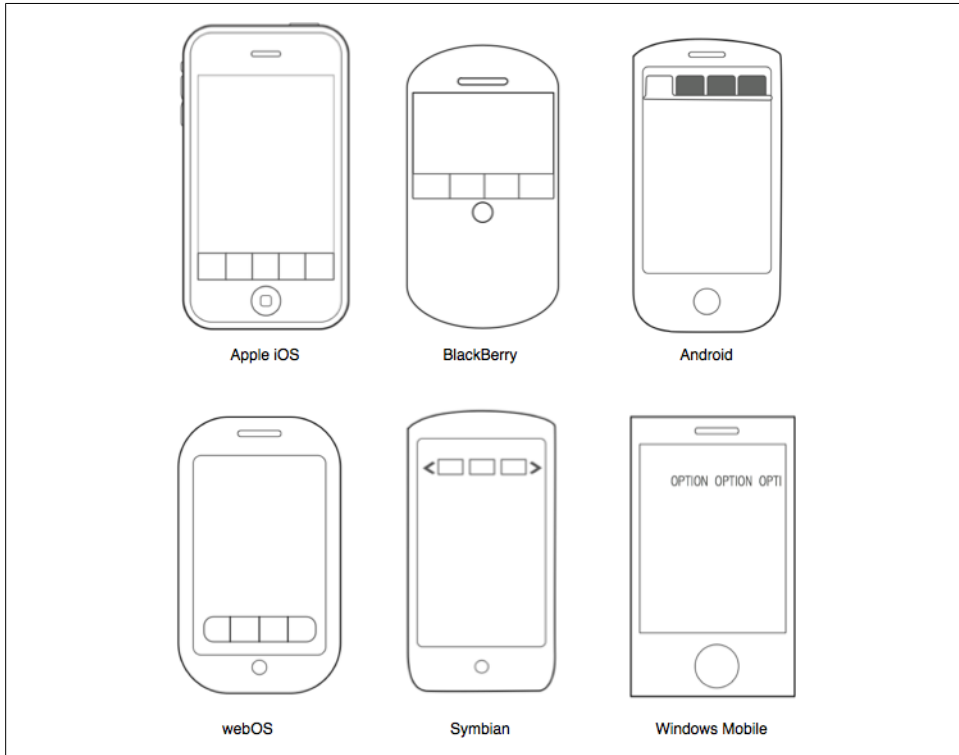 Apple iOS
BlackBerry
Android
OPTION OPTION OPTI
webOS
Symbian
Windows Mobile